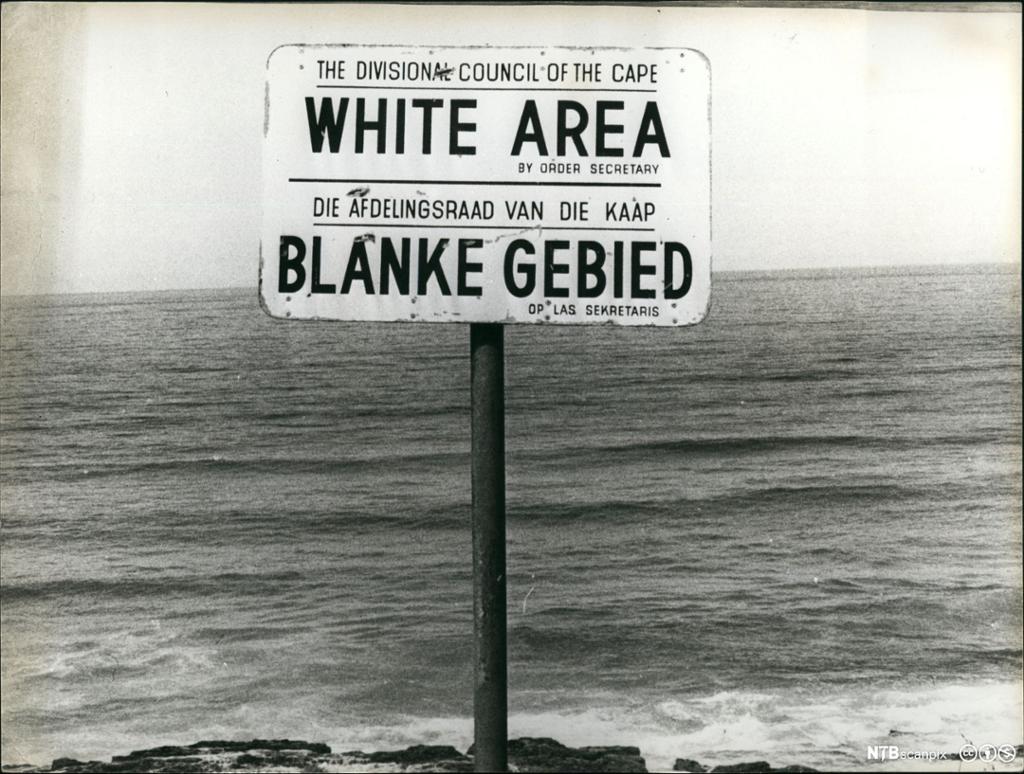 THE DIVISIONAL COUNCIL OF THE CAPE
WHITE AREA
BY ORDER SECRETARY
DIE AFDELINGSRAAD VAN DIE KAAP
BLANKE GEBIED
OP LAS SEKRETARIS
NTBscanpix